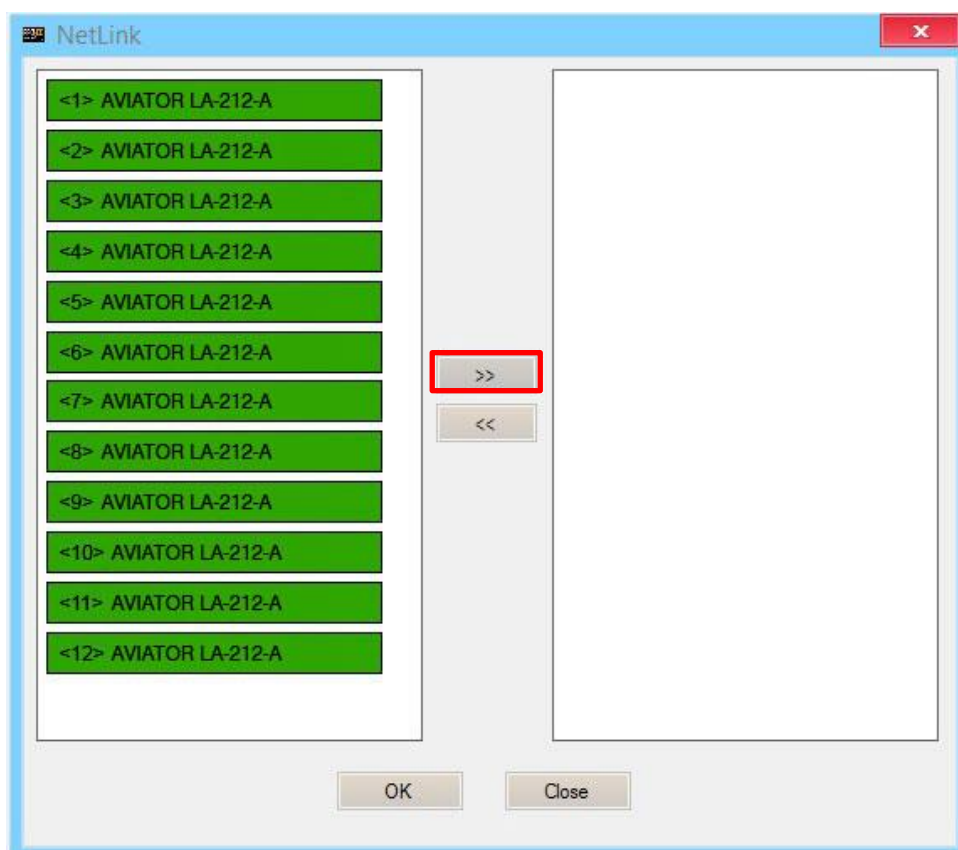 NetLink
<1> AVIATOR LA-212-A
<2> AVIATOR LA-212-A
<3> AVIATOR LA-212-A
<4> AVIATOR LA-212-A
<5> AVIATOR LA-212-A
<6> AVIATOR LA-212-A
<7> AVIATOR LA-212-A
<8> AVIATOR LA-212-A
<9> AVIATOR LA-212-A
<10> AVIATOR LA-212-A
<11> AVIATOR LA-212-A
<12> AVIATOR LA-212-A
>>
<<
OK
Close